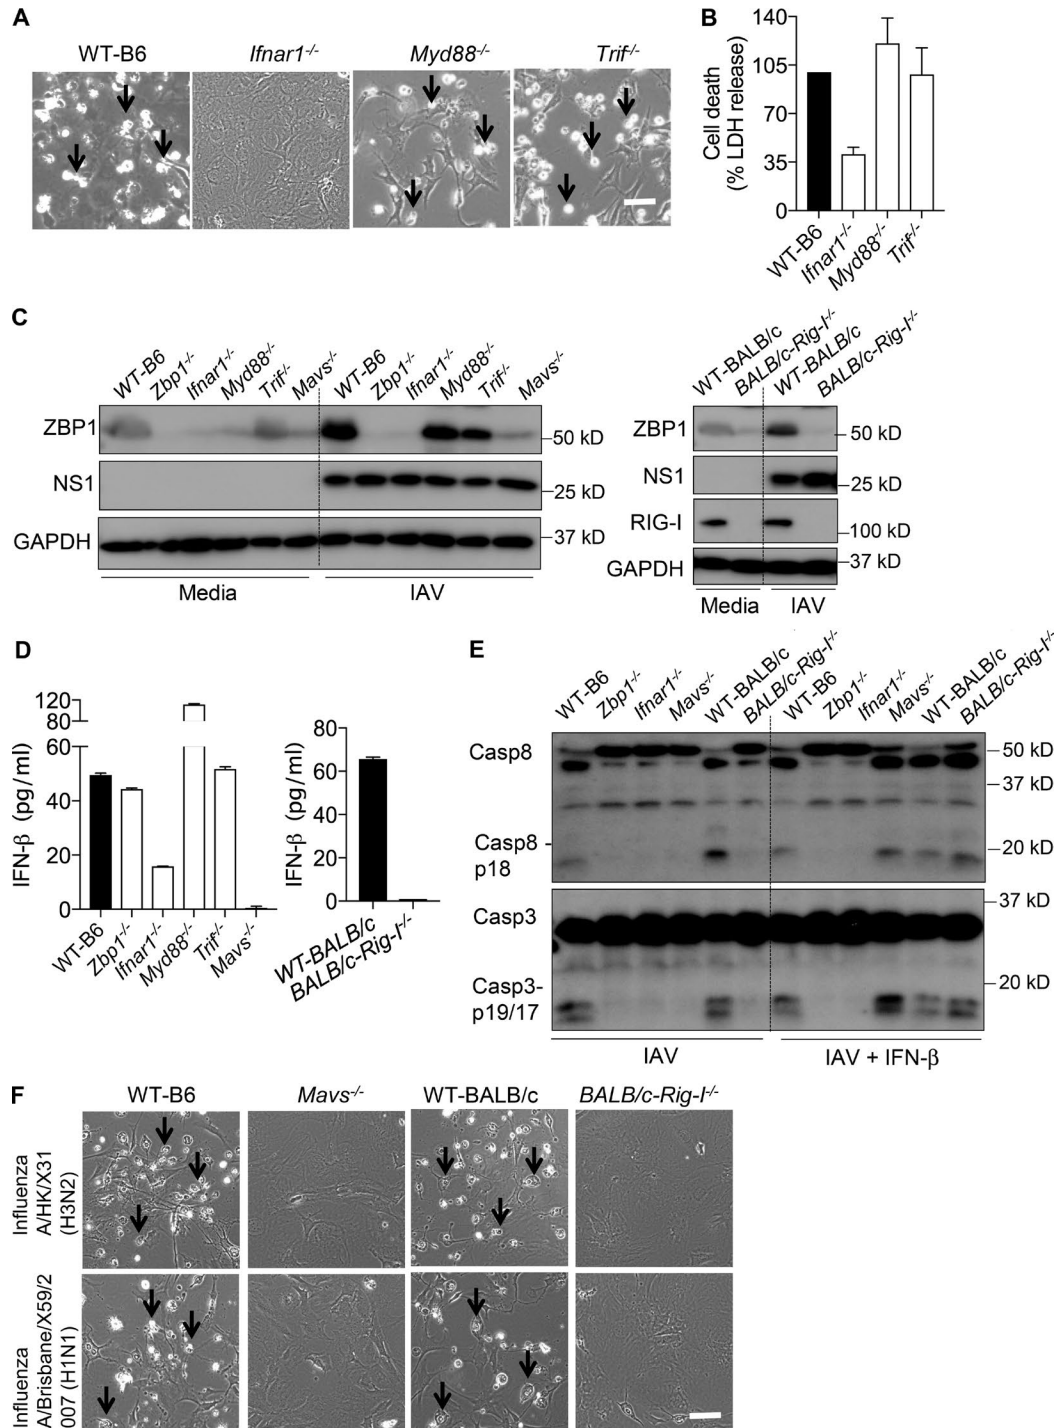 A
WT-B6
Ifnar1-/-
Myd88-/-
Trif-/-
B
Cell death
(% LDH release)
140
105
70
35
0
WT-B6
Ifnar1-/-
Myd88-/-
Trif-/-
C
WT-B6
Zbp1-/-
Ifnar1-/-
Myd88-/-
Trif-/-
Mavs-/-
WT-B6
Zbp1-/-
Ifnar1-/-
Myd88-/-
Trif-/-
Mavs-/-
ZBP1
50 kD
NS1
25 kD
GAPDH
37 kD
Media
IAV
WT-BALB/c
BALB/c-Rig-I-/-
WT-BALB/c
BALB/c-Rig-I-/-
ZBP1
50 kD
NS1
25 kD
RIG-I
100 kD
GAPDH
37 kD
Media
IAV
D
IFN-β (pg/ml)
120
80
60
40
20
0
WT-B6
Zbp1-/-
Ifnar1-/-
Myd88-/-
Trif-/-
Mavs-/-
IFN-β (pg/ml)
80
60
40
20
0
WT-BALB/c
BALB/c-Rig-I-/-
E
WT-B6
Zbp1-/-
Ifnar1-/-
Mavs-/-
WT-BALB/c
BALB/c-Rig-I-/-
WT-B6
Zbp1-/-
Ifnar1-/-
Mavs-/-
WT-BALB/c
BALB/c-Rig-I-/-
Casp8
50 kD
37 kD
Casp8
p18
20 kD
Casp3
37 kD
Casp3-
p19/17
20 kD
IAV
IAV + IFN-β
F
WT-B6
Mavs-/-
WT-BALB/c
BALB/c-Rig-I-/-
Influenza
A/HK/X31
(H3N2)
Influenza
A/Brisbane/X59/2
007 (H1N1)